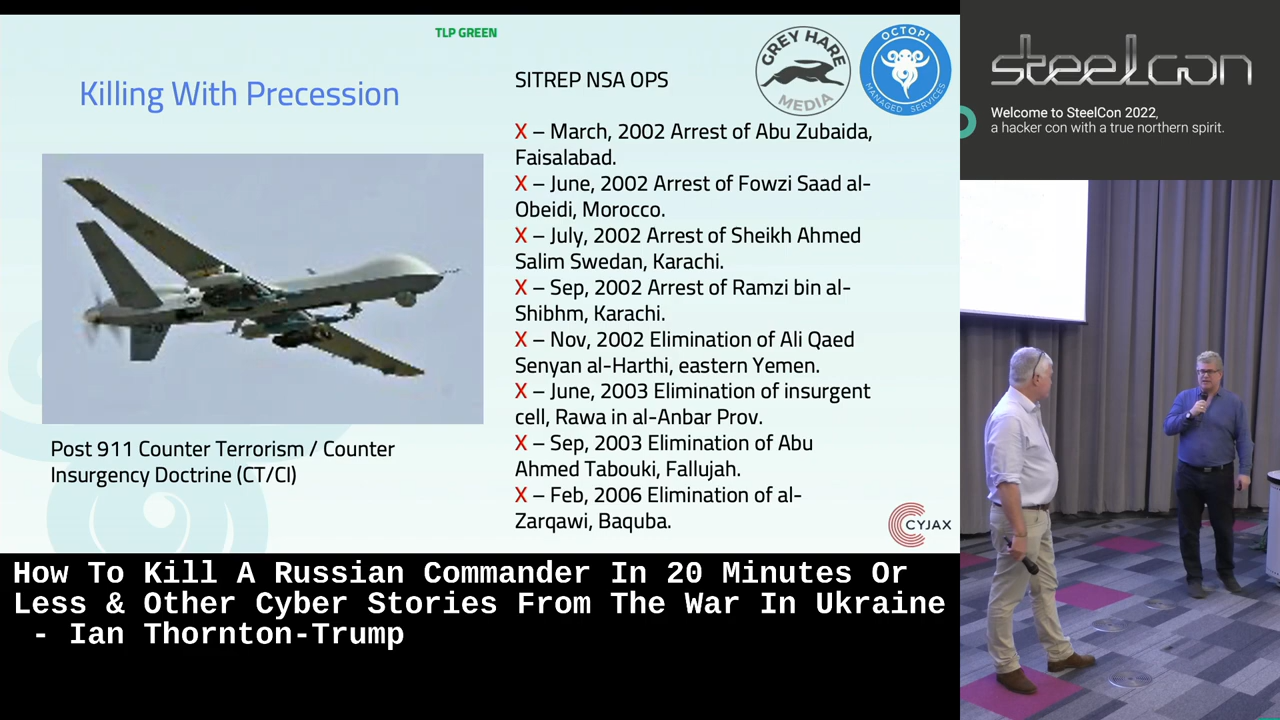 TLP GREEN
Killing With Precession
SITREP NSA OPS
GREY HARE
MEDIA
OCTOPI
MANAGED SERVICES
X – March, 2002 Arrest of Abu Zubaida,
Faisalabad.
X – June, 2002 Arrest of Fowzi Saad al-
Obeidi, Morocco.
X – July, 2002 Arrest of Sheikh Ahmed
Salim Swedan, Karachi.
X – Sep, 2002 Arrest of Ramzi bin al-
Shibhm, Karachi.
X – Nov, 2002 Elimination of Ali Qaed
Senyan al-Harthi, eastern Yemen.
X – June, 2003 Elimination of insurgent
cell, Rawa in al-Anbar Prov.
X – Sep, 2003 Elimination of Abu
Ahmed Tabouki, Fallujah.
X – Feb, 2006 Elimination of al-
Zarqawi, Baquba.
Post 911 Counter Terrorism / Counter
Insurgency Doctrine (CT/CI)
CYJAX
steelcon
Welcome to SteelCon 2022,
a hacker con with a true northern spirit.
How To Kill A Russian Commander In 20 Minutes Or
Less & Other Cyber Stories From The War In Ukraine
- Ian Thornton-Trump